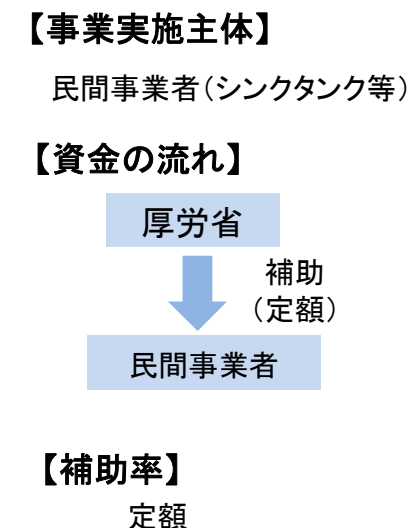 【事業実施主体】
民間事業者（シンクタンク等）
【資金の流れ】
厚労省
補助
（定額）
民間事業者
【補助率】
定額